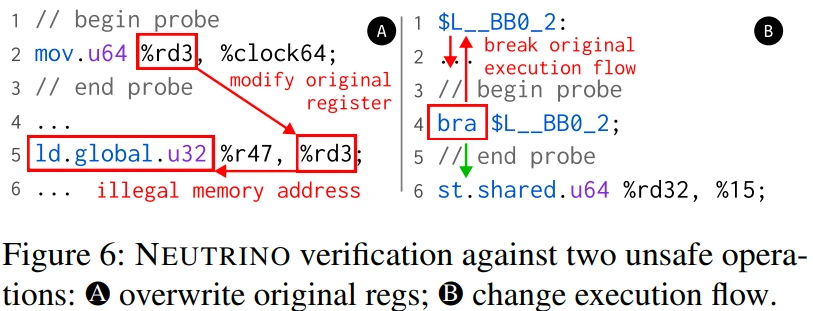 1 // begin probe
2 mov.u64 %rd3, %clock64;
3 // end probe
4 ...
5 ld.global.u32 %r47, %rd3;
6 ...
modify original
register
illegal memory address
A
1 $L__BB0_2:
2 ...
3 // begin probe
4 bra $L__BB0_2;
5 // end probe
6 st.shared.u64 %rd32, %15;
break original
execution flow
B
Figure 6: NEUTRINO verification against two unsafe opera-
tions: A overwrite original regs; B change execution flow.